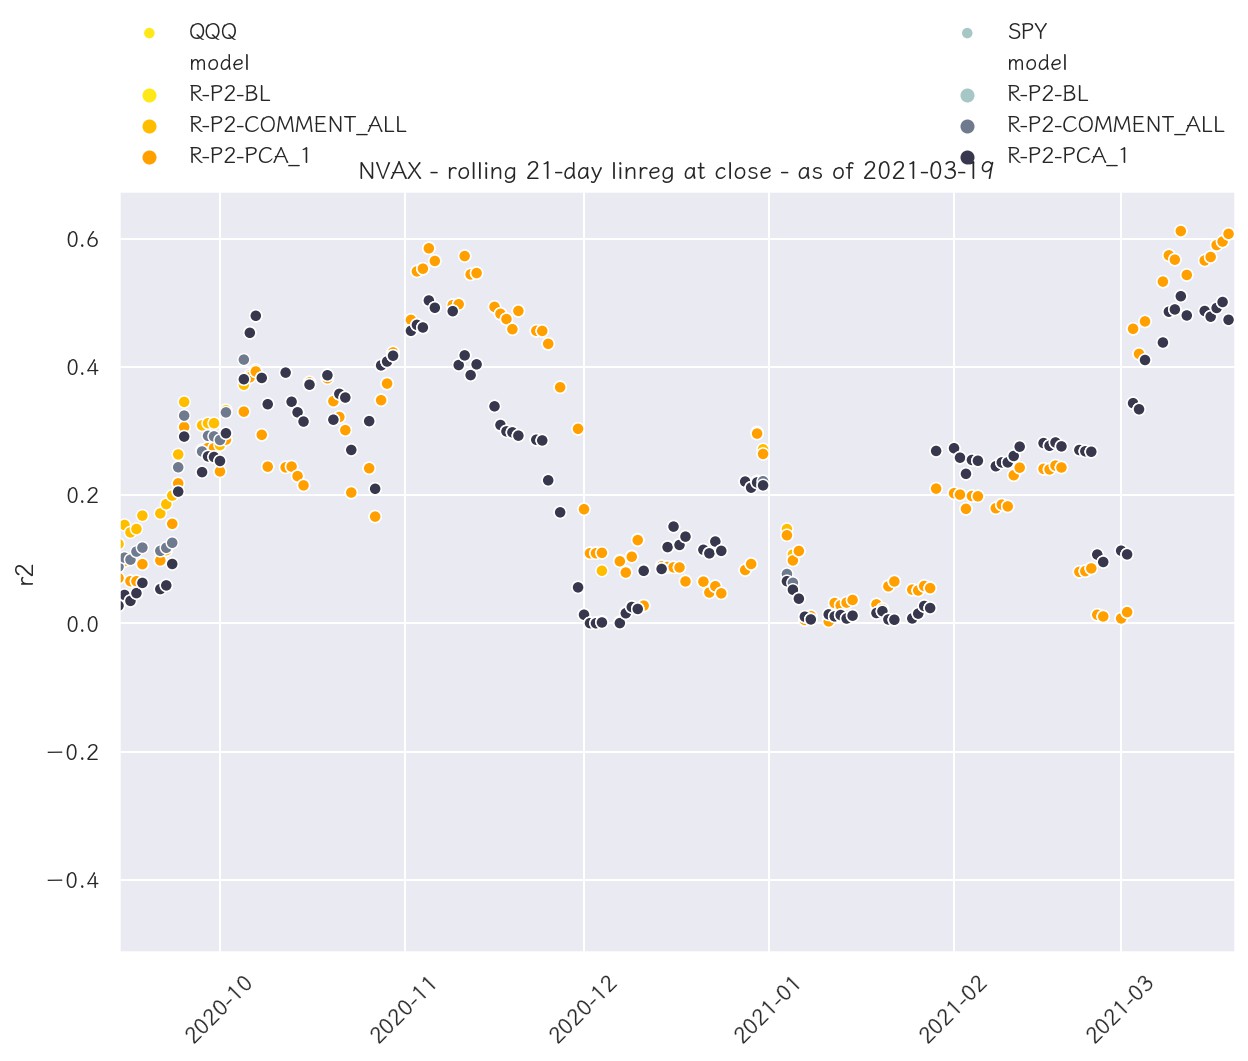 QQQ
model
R-P2-BL
R-P2-COMMENT_ALL
R-P2-PCA_1
SPY
model
R-P2-BL
R-P2-COMMENT_ALL
R-P2-PCA_1
NVAX - rolling 21-day linreg at close - as of 2021-03-19
0.6
0.4
0.2
0.0
−0.2
−0.4
r2
2020-10
2020-11
2020-12
2021-01
2021-02
2021-03